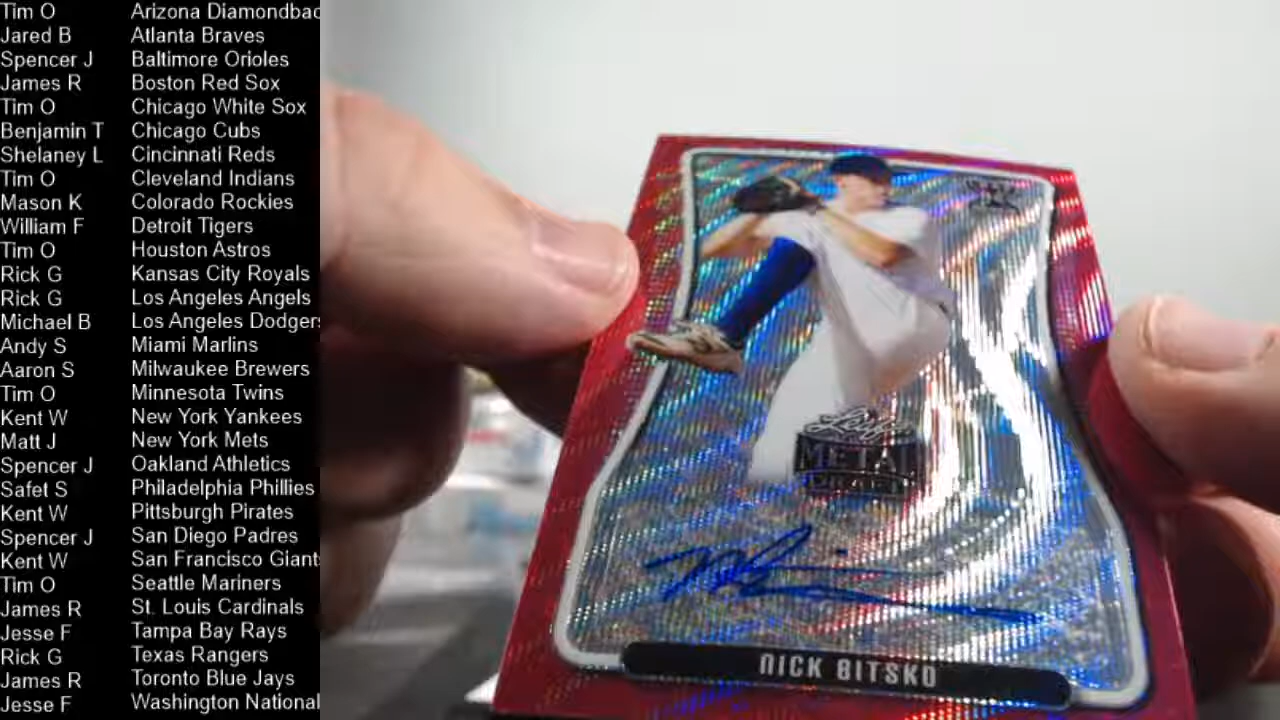 Tim O Arizona Diamondbac
Jared B Atlanta Braves
Spencer J Baltimore Orioles
James R Boston Red Sox
Tim O Chicago White Sox
Benjamin T Chicago Cubs
Shelaney L Cincinnati Reds
Tim O Cleveland Indians
Mason K Colorado Rockies
William F Detroit Tigers
Tim O Houston Astros
Rick G Kansas City Royals
Rick G Los Angeles Angels
Michael B Los Angeles Dodgers
Andy S Miami Marlins
Aaron S Milwaukee Brewers
Tim O Minnesota Twins
Kent W New York Yankees
Matt J New York Mets
Spencer J Oakland Athletics
Safet S Philadelphia Phillies
Kent W Pittsburgh Pirates
Spencer J San Diego Padres
Kent W San Francisco Giants
Tim O Seattle Mariners
James R St. Louis Cardinals
Jesse F Tampa Bay Rays
Rick G Texas Rangers
James R Toronto Blue Jays
Jesse F Washington National
Leaf
METAL
DRAFT
NICK BITSKO